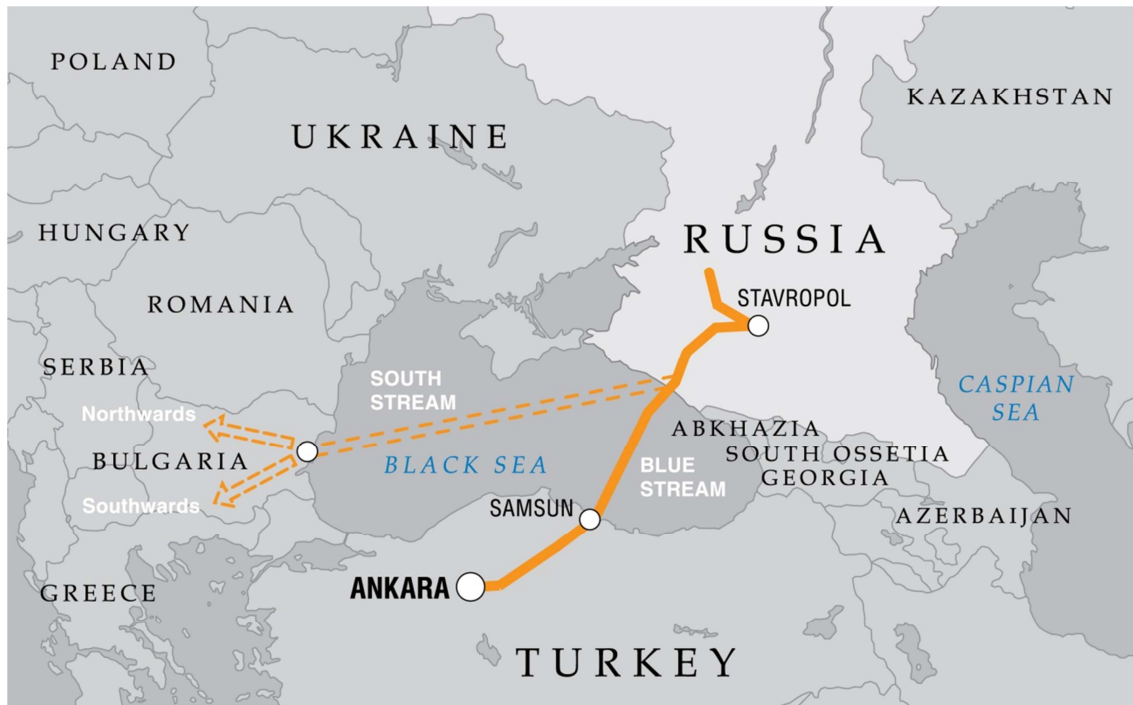 POLAND
KAZAKHSTAN
UKRAINE
HUNGARY
RUSSIA
ROMANIA
STAVROPOL
SERBIA
SOUTH
STREAM
CASPIAN
SEA
Northwards
ABKHAZIA
BULGARIA
BLACK SEA
BLUE
STREAM
SOUTH OSSETIA
GEORGIA
Southwards
SAMSUN
AZERBAIJAN
ANKARA
GREECE
TURKEY